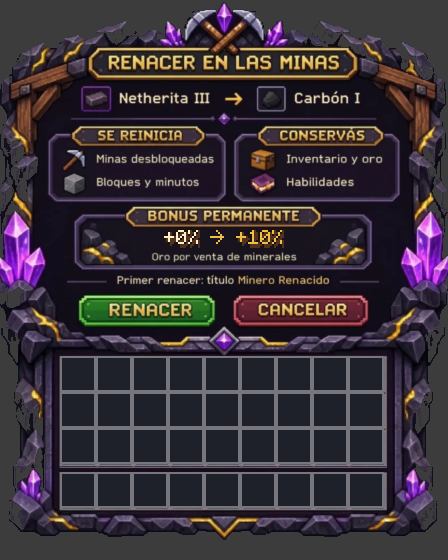 RENACER EN LAS MINAS
Netherita III → Carbón I
SE REINICIA
Minas desbloqueadas
Bloques y minutos
CONSERVÁS
Inventario y oro
Habilidades
BONUS PERMANENTE
+0% → +10%
Oro por venta de minerales
Primer renacer: título Minero Renacido
RENACER
CANCELAR